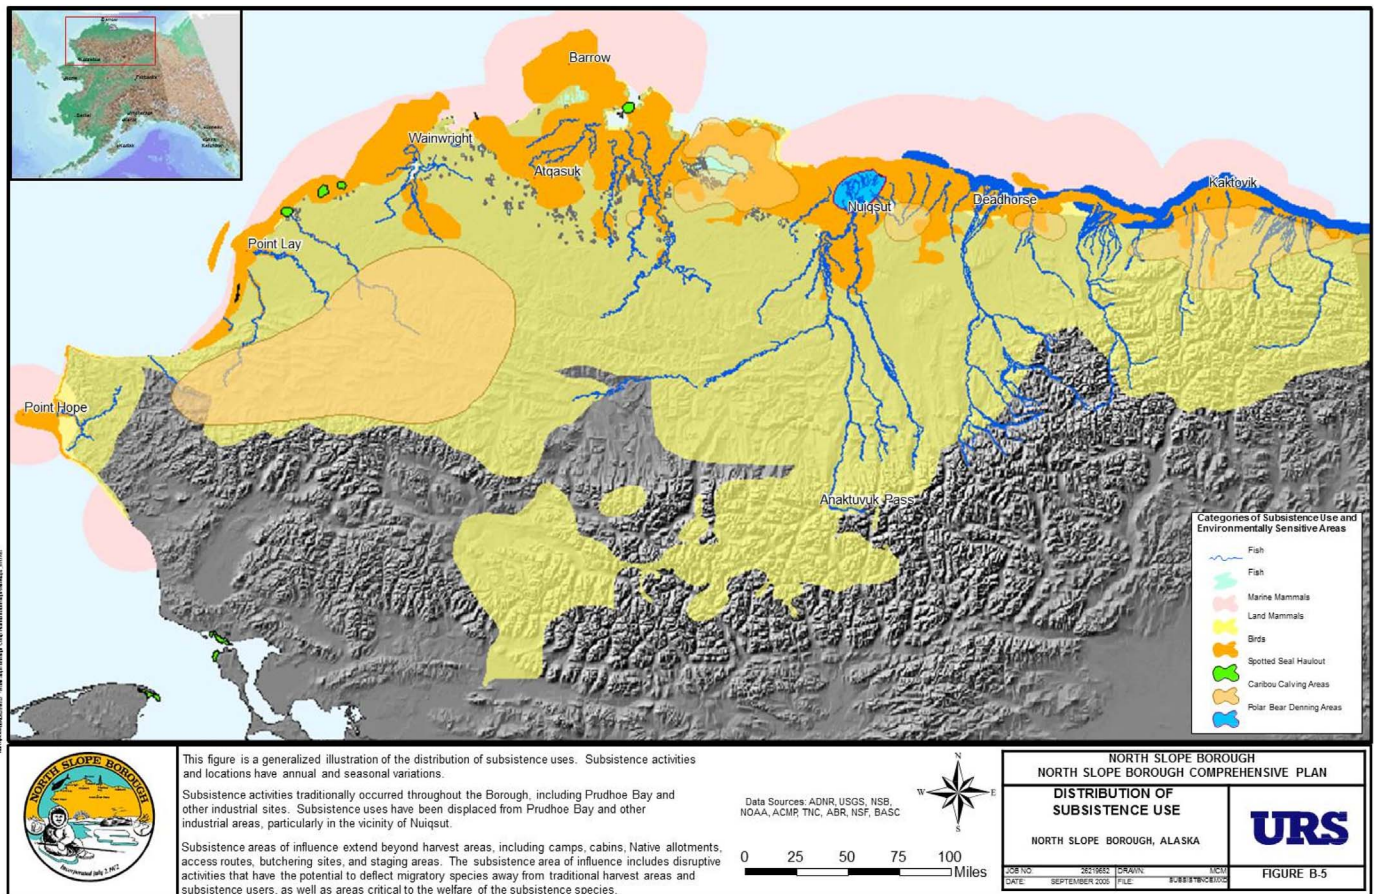 Barrow
Wainwright
Atqasuk
Nuiqsut
Deadhorse
Kaktovik
Point Lay
Point Hope
Anaktuvuk Pass
Categories of Subsistence Use and
Environmentally Sensitive Areas
Fish
Fish
Marine Mammals
Land Mammals
Birds
Spotted Seal Haulout
Caribou Calving Areas
Polar Bear Denning Areas
NORTH SLOPE BOROUGH
Incorporated July 2, 1972
This figure is a generalized illustration of the distribution of subsistence uses. Subsistence activities
and locations have annual and seasonal variations.
Subsistence activities traditionally occurred throughout the Borough, including Prudhoe Bay and
other industrial sites. Subsistence uses have been displaced from Prudhoe Bay and other
industrial areas, particularly in the vicinity of Nuiqsut.
Subsistence areas of influence extend beyond harvest areas, including camps, cabins, Native allotments,
access routes, butchering sites, and staging areas. The subsistence area of influence includes disruptive
activities that have the potential to deflect migratory species away from traditional harvest areas and
subsistence users, as well as areas critical to the welfare of the subsistence species.
Data Sources: ADNR, USGS, NSB,
NOAA, ACMP, TNC, ABR, NSF, BASC
N
W E
S
0 25 50 75 100
Miles
NORTH SLOPE BOROUGH
NORTH SLOPE BOROUGH COMPREHENSIVE PLAN
DISTRIBUTION OF
SUBSISTENCE USE
NORTH SLOPE BOROUGH, ALASKA
JOB NO: 26219652 DRAWN: MCM
DATE: SEPTEMBER 2005 FILE: SUBSISTENCE.MXD
URS
FIGURE B-5